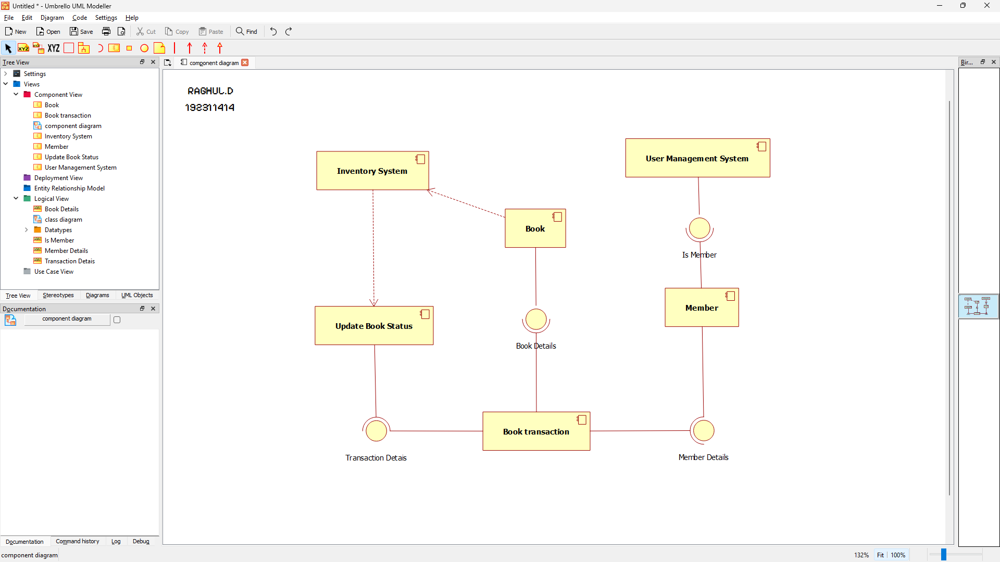 Untitled * - Umbrello UML Modeller
File Edit Diagram Code Settings Help
New Open Save Cut Copy Paste Find
XYZ XYZ XYZ
Tree View
component diagram
Bir...
Settings
Views
Component View
Book
Book transaction
component diagram
Inventory System
Member
Update Book Status
User Management System
Deployment View
Entity Relationship Model
Logical View
Book Details
class diagram
Datatypes
Is Member
Member Details
Transaction Detais
Use Case View
Tree View Stereotypes Diagrams UML Objects
Documentation
component diagram
RAGHUL.D
192311414
User Management System
Inventory System
Book
Is Member
Member
Update Book Status
Book Details
Book transaction
Transaction Detais
Member Details
Documentation Command history Log Debug
component diagram
132% Fit 100%